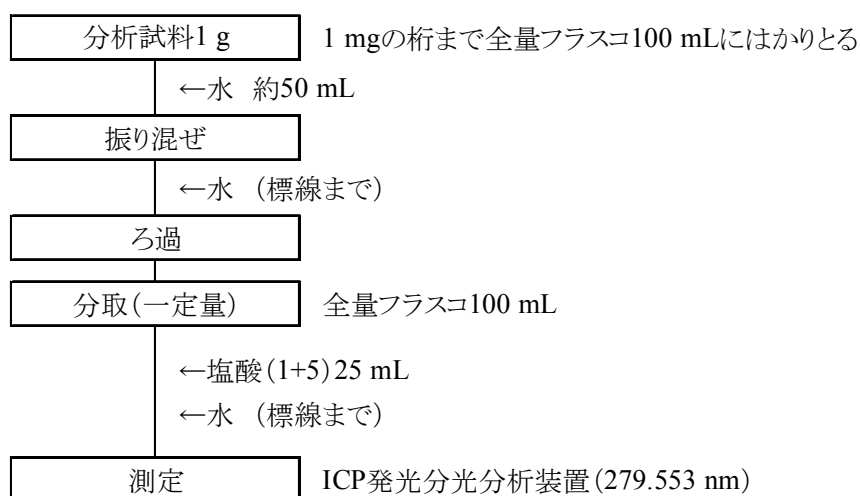 分析試料1 g　1 mgの桁まで全量フラスコ100 mLにはかりとる
←水　約50 mL
振り混ぜ
←水　(標線まで)
ろ過
分取(一定量)　全量フラスコ100 mL
←塩酸(1+5)25 mL
←水　(標線まで)
測定　ICP発光分光分析装置(279.553 nm)